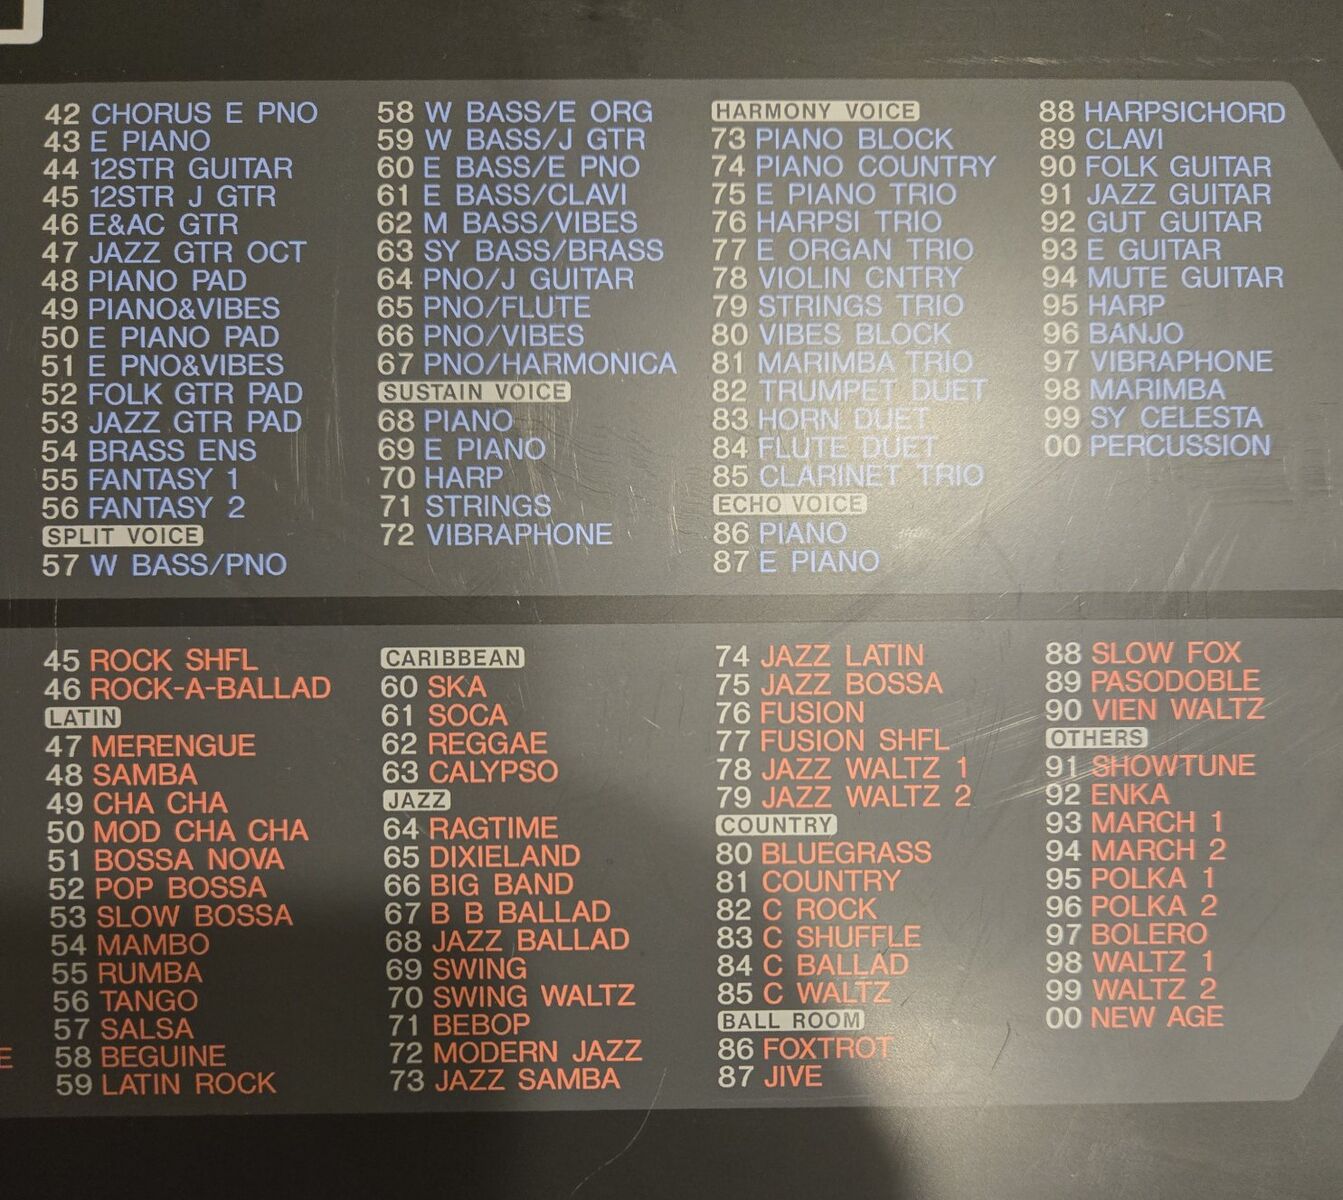 42 CHORUS E PNO
43 E PIANO
44 12STR GUITAR
45 12STR J GTR
46 E&AC GTR
47 JAZZ GTR OCT
48 PIANO PAD
49 PIANO&VIBES
50 E PIANO PAD
51 E PNO&VIBES
52 FOLK GTR PAD
53 JAZZ GTR PAD
54 BRASS ENS
55 FANTASY 1
56 FANTASY 2
SPLIT VOICE
57 W BASS/PNO
58 W BASS/E ORG
59 W BASS/J GTR
60 E BASS/E PNO
61 E BASS/CLAVI
62 M BASS/VIBES
63 SY BASS/BRASS
64 PNO/J GUITAR
65 PNO/FLUTE
66 PNO/VIBES
67 PNO/HARMONICA
SUSTAIN VOICE
68 PIANO
69 E PIANO
70 HARP
71 STRINGS
72 VIBRAPHONE
HARMONY VOICE
73 PIANO BLOCK
74 PIANO COUNTRY
75 E PIANO TRIO
76 HARPSI TRIO
77 E ORGAN TRIO
78 VIOLIN CNTRY
79 STRINGS TRIO
80 VIBES BLOCK
81 MARIMBA TRIO
82 TRUMPET DUET
83 HORN DUET
84 FLUTE DUET
85 CLARINET TRIO
ECHO VOICE
86 PIANO
87 E PIANO
88 HARPSICHORD
89 CLAVI
90 FOLK GUITAR
91 JAZZ GUITAR
92 GUT GUITAR
93 E GUITAR
94 MUTE GUITAR
95 HARP
96 BANJO
97 VIBRAPHONE
98 MARIMBA
99 SY CELESTA
00 PERCUSSION
E
45 ROCK SHFL
46 ROCK-A-BALLAD
LATIN
47 MERENGUE
48 SAMBA
49 CHA CHA
50 MOD CHA CHA
51 BOSSA NOVA
52 POP BOSSA
53 SLOW BOSSA
54 MAMBO
55 RUMBA
56 TANGO
57 SALSA
58 BEGUINE
59 LATIN ROCK
CARIBBEAN
60 SKA
61 SOCA
62 REGGAE
63 CALYPSO
JAZZ
64 RAGTIME
65 DIXIELAND
66 BIG BAND
67 B B BALLAD
68 JAZZ BALLAD
69 SWING
70 SWING WALTZ
71 BEBOP
72 MODERN JAZZ
73 JAZZ SAMBA
74 JAZZ LATIN
75 JAZZ BOSSA
76 FUSION
77 FUSION SHFL
78 JAZZ WALTZ 1
79 JAZZ WALTZ 2
COUNTRY
80 BLUEGRASS
81 COUNTRY
82 C ROCK
83 C SHUFFLE
84 C BALLAD
85 C WALTZ
BALL ROOM
86 FOXTROT
87 JIVE
88 SLOW FOX
89 PASODOBLE
90 VIEN WALTZ
OTHERS
91 SHOWTUNE
92 ENKA
93 MARCH 1
94 MARCH 2
95 POLKA 1
96 POLKA 2
97 BOLERO
98 WALTZ 1
99 WALTZ 2
00 NEW AGE